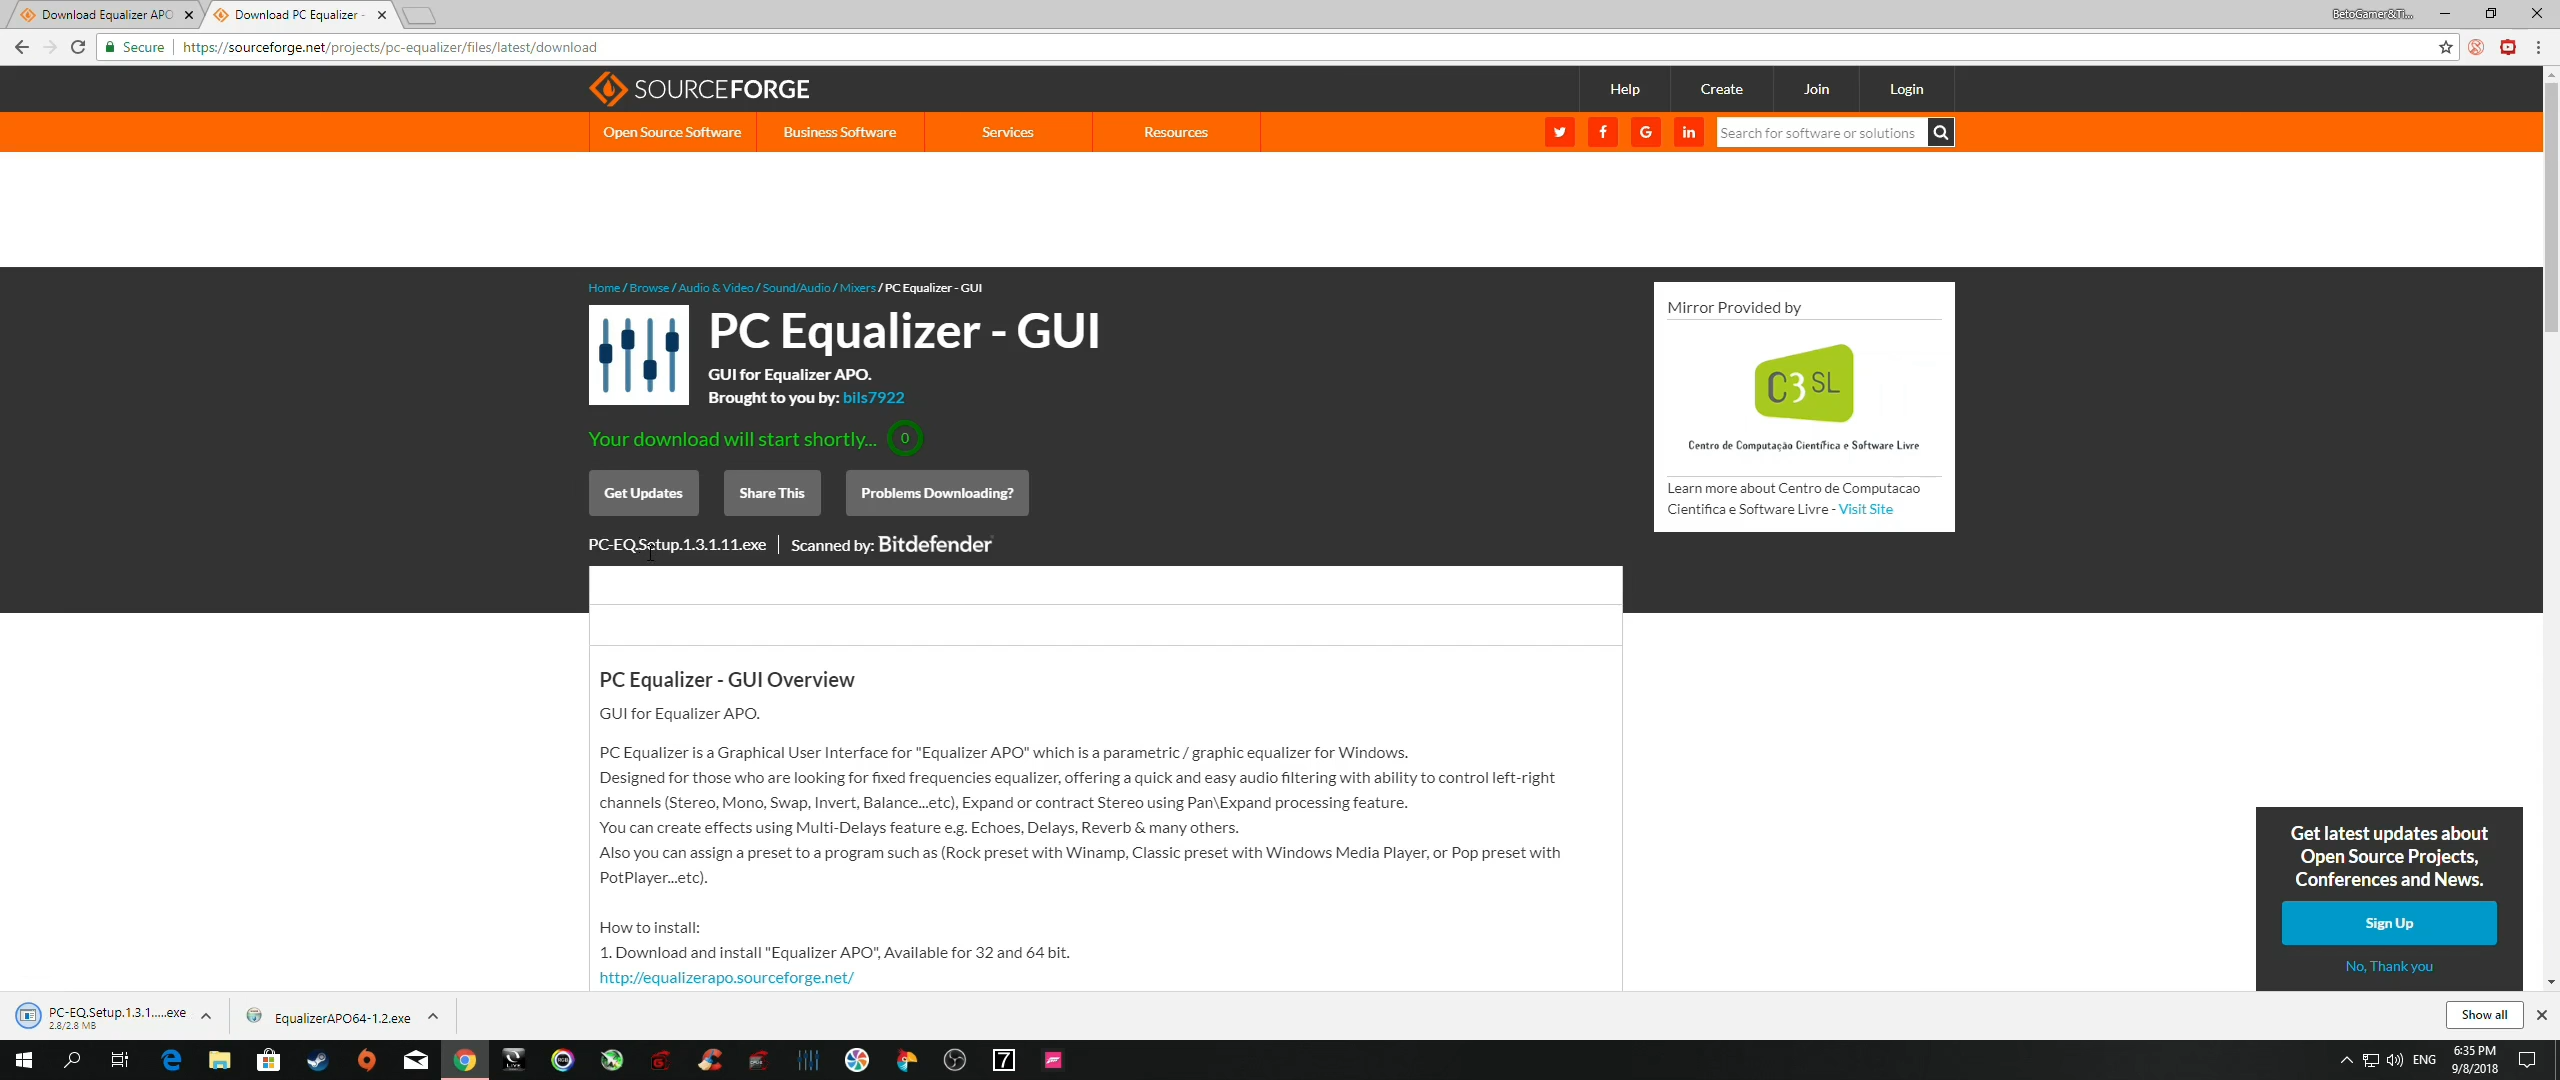 Download Equalizer APO
Download PC Equalizer -
BetoGamer&Ti...
Secure
https://sourceforge.net/projects/pc-equalizer/files/latest/download
SOURCEFORGE
Help
Create
Join
Login
Open Source Software
Business Software
Services
Resources
Search for software or solutions
Home / Browse / Audio & Video / Sound/Audio / Mixers / PC Equalizer - GUI
PC Equalizer - GUI
GUI for Equalizer APO.
Brought to you by: bils7922
Your download will start shortly... 0
Get Updates
Share This
Problems Downloading?
PC-EQ.Setup.1.3.1.11.exe
Scanned by: Bitdefender
Mirror Provided by
C3 SL
Centro de Computação Científica e Software Livre
Learn more about Centro de Computacao
Cientifica e Software Livre - Visit Site
PC Equalizer - GUI Overview
GUI for Equalizer APO.
PC Equalizer is a Graphical User Interface for "Equalizer APO" which is a parametric / graphic equalizer for Windows.
Designed for those who are looking for fixed frequencies equalizer, offering a quick and easy audio filtering with ability to control left-right
channels (Stereo, Mono, Swap, Invert, Balance...etc), Expand or contract Stereo using Pan\Expand processing feature.
You can create effects using Multi-Delays feature e.g. Echoes, Delays, Reverb & many others.
Also you can assign a preset to a program such as (Rock preset with Winamp, Classic preset with Windows Media Player, or Pop preset with
PotPlayer...etc).
How to install:
1. Download and install "Equalizer APO", Available for 32 and 64 bit.
http://equalizerapo.sourceforge.net/
Get latest updates about
Open Source Projects,
Conferences and News.
Sign Up
No, Thank you
PC-EQ.Setup.1.3.1.....exe
2.8/2.8 MB
EqualizerAPO64-1.2.exe
Show all
ENG
6:35 PM
9/8/2018